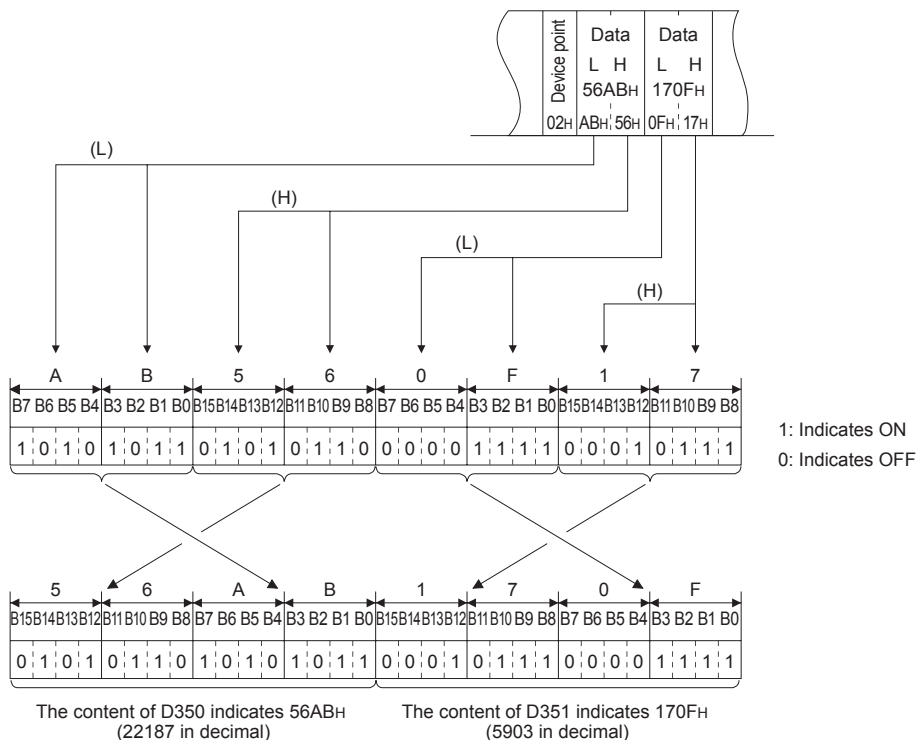 Device point
Data Data
L H L H
56ABH 170FH
02H ABH 56H 0FH 17H
(L)
(H)
(L)
(H)
A B 5 6 0 F 1 7
B7 B6 B5 B4 B3 B2 B1 B0 B15 B14 B13 B12 B11 B10 B9 B8 B7 B6 B5 B4 B3 B2 B1 B0 B15 B14 B13 B12 B11 B10 B9 B8
1 0 1 0 1 0 1 1 0 1 0 1 0 1 1 0 0 0 0 0 1 1 1 1 0 0 0 1 0 1 1 1
1: Indicates ON
0: Indicates OFF
5 6 A B 1 7 0 F
B15 B14 B13 B12 B11 B10 B9 B8 B7 B6 B5 B4 B3 B2 B1 B0 B15 B14 B13 B12 B11 B10 B9 B8 B7 B6 B5 B4 B3 B2 B1 B0
0 1 0 1 0 1 1 0 1 0 1 0 1 0 1 1 0 0 0 1 0 1 1 1 0 0 0 0 1 1 1 1
The content of D350 indicates 56ABH
(22187 in decimal)
The content of D351 indicates 170FH
(5903 in decimal)